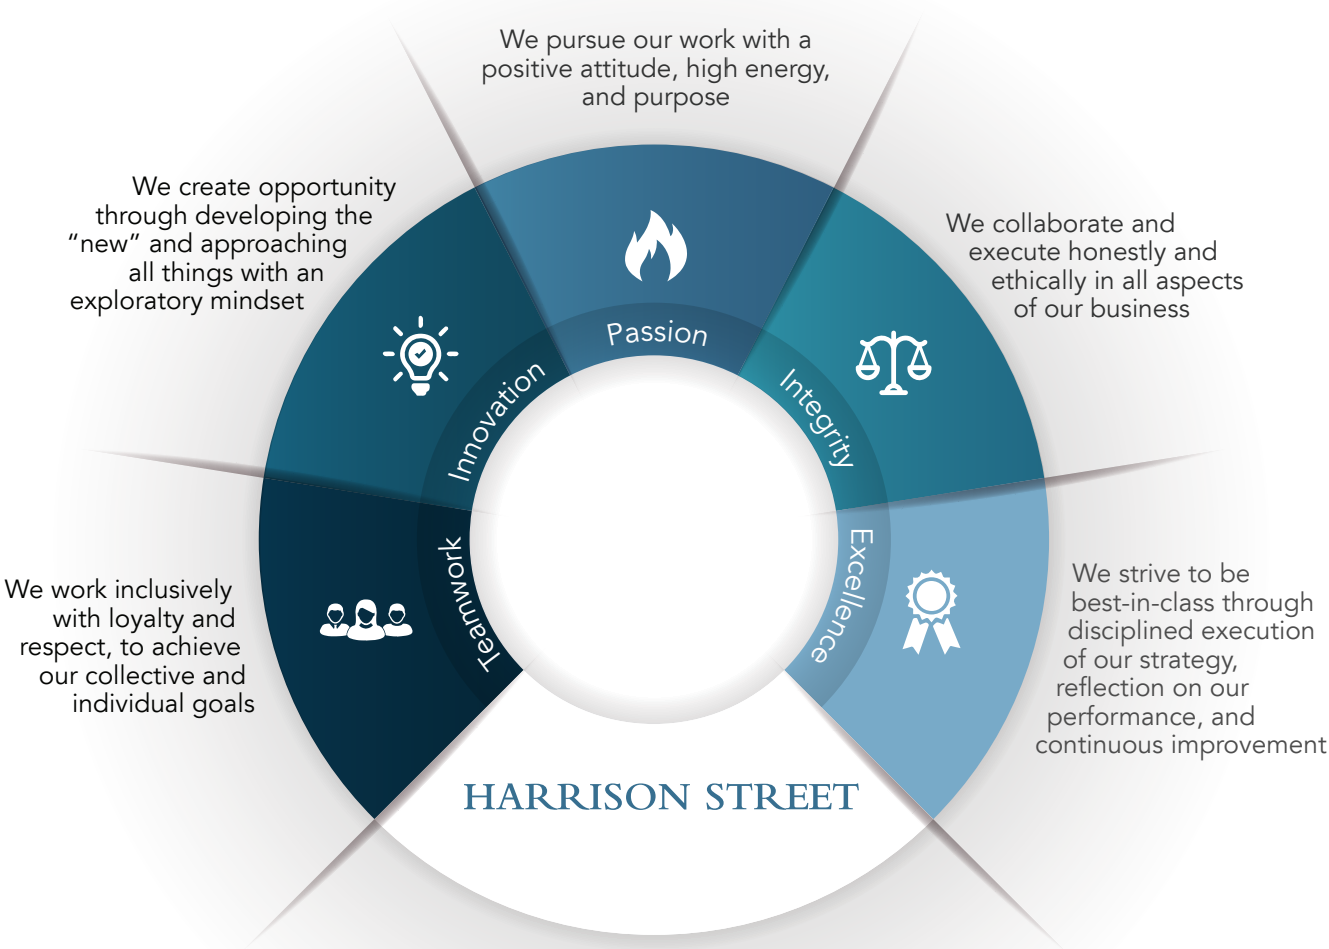 We pursue our work with a
positive attitude, high energy,
and purpose
We create opportunity
through developing the
“new” and approaching
all things with an
exploratory mindset
We collaborate and
execute honestly and
ethically in all aspects
of our business
Passion
Innovation
Integrity
Teamwork
Excellence
We work inclusively
with loyalty and
respect, to achieve
our collective and
individual goals
We strive to be
best-in-class through
disciplined execution
of our strategy,
reflection on our
performance, and
continuous improvement
HARRISON STREET